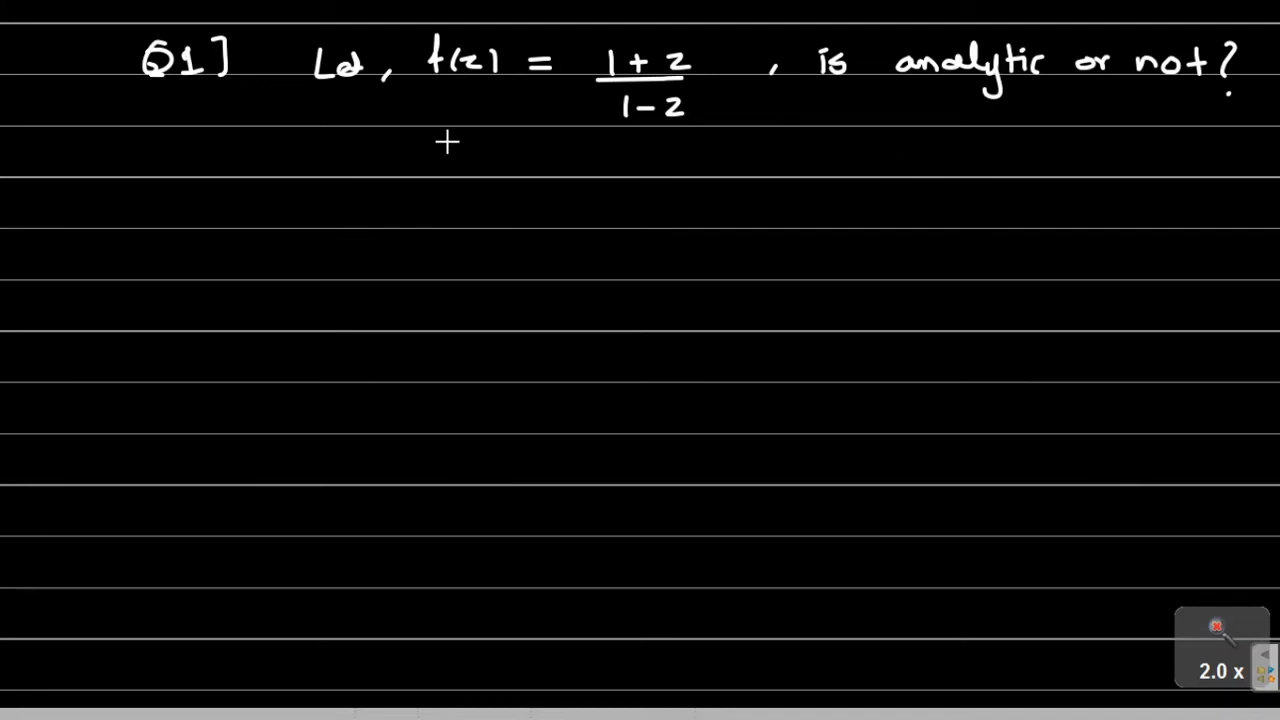 Q1] Let, f(z) = 1 + z , is analytic or not?
1 - z
2.0 x